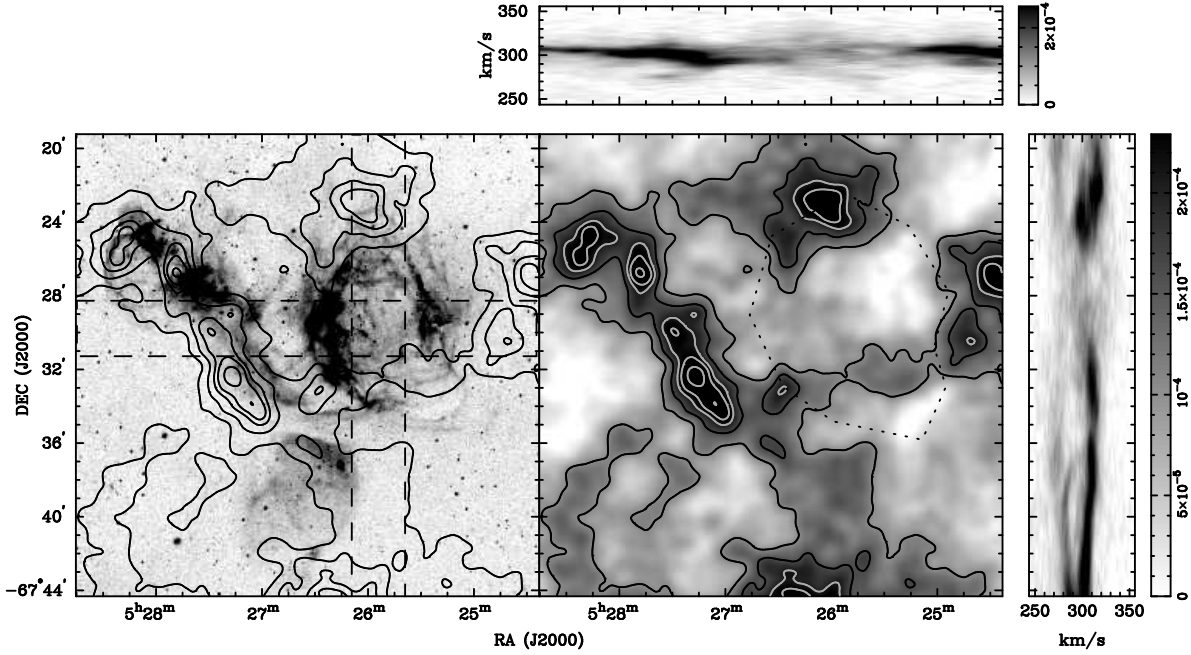 350
300
250
km/s
0
2×10⁻⁴
20′
24′
28′
32′
36′
40′
−67°44′
DEC (J2000)
5ʰ28ᵐ 27ᵐ 26ᵐ 25ᵐ 5ʰ28ᵐ 27ᵐ 26ᵐ 25ᵐ
RA (J2000)
250 300 350
km/s
0
5×10⁻⁵
10⁻⁴
1.5×10⁻⁴
2×10⁻⁴